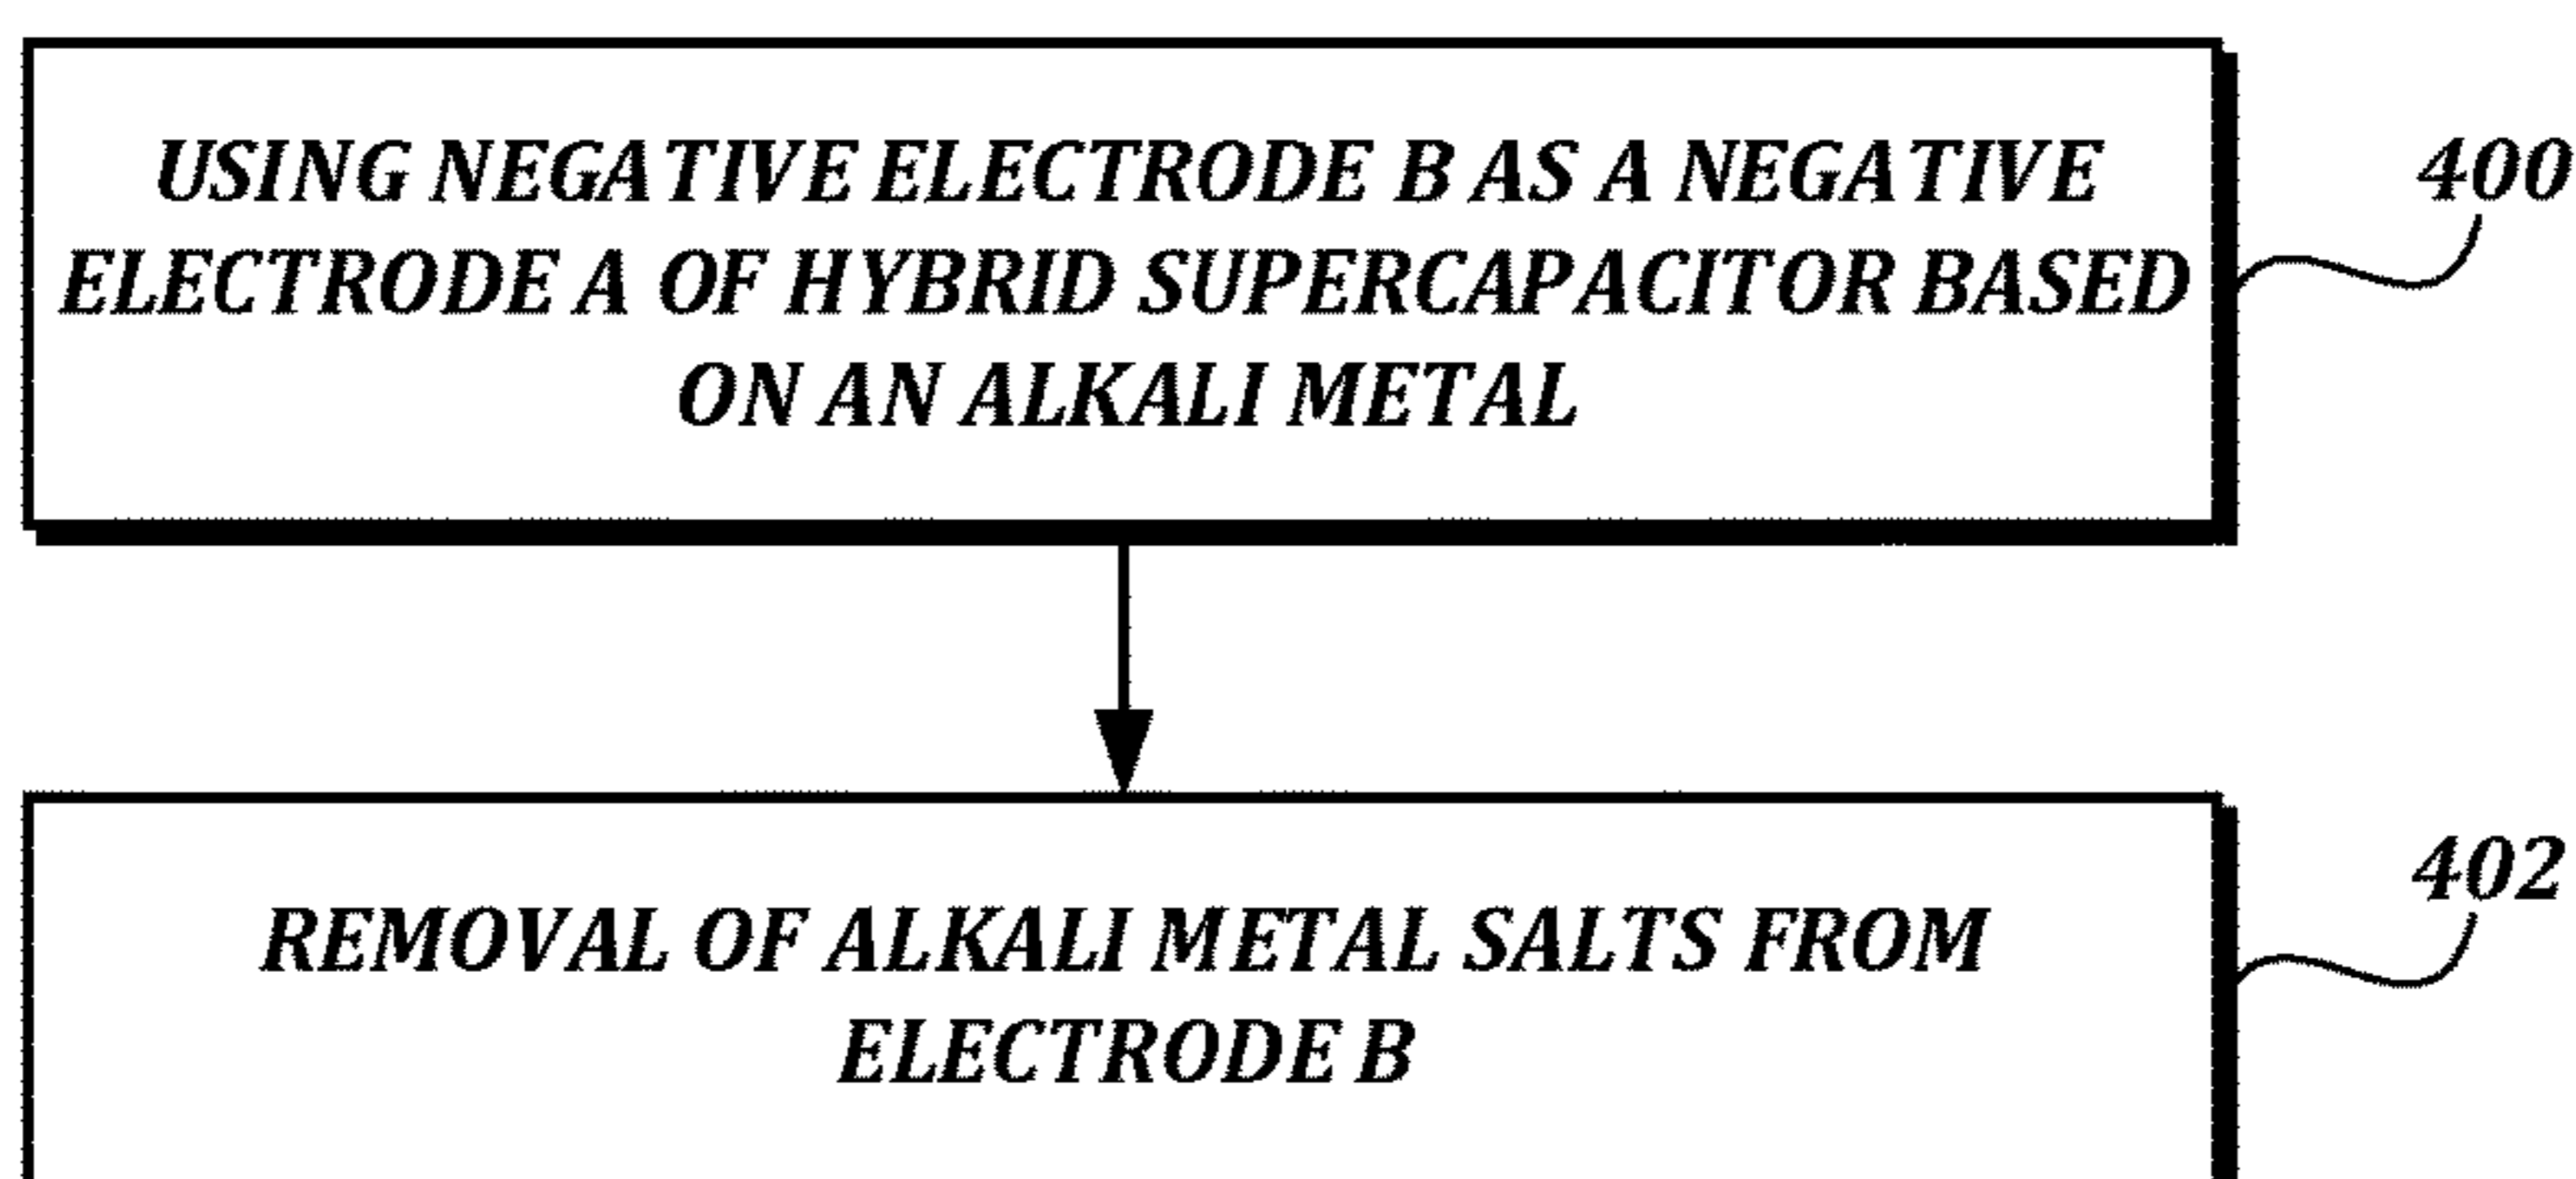 USING NEGATIVE ELECTRODE B AS A NEGATIVE
ELECTRODE A OF HYBRID SUPERCAPACITOR BASED
ON AN ALKALI METAL
400
REMOVAL OF ALKALI METAL SALTS FROM
ELECTRODE B
402